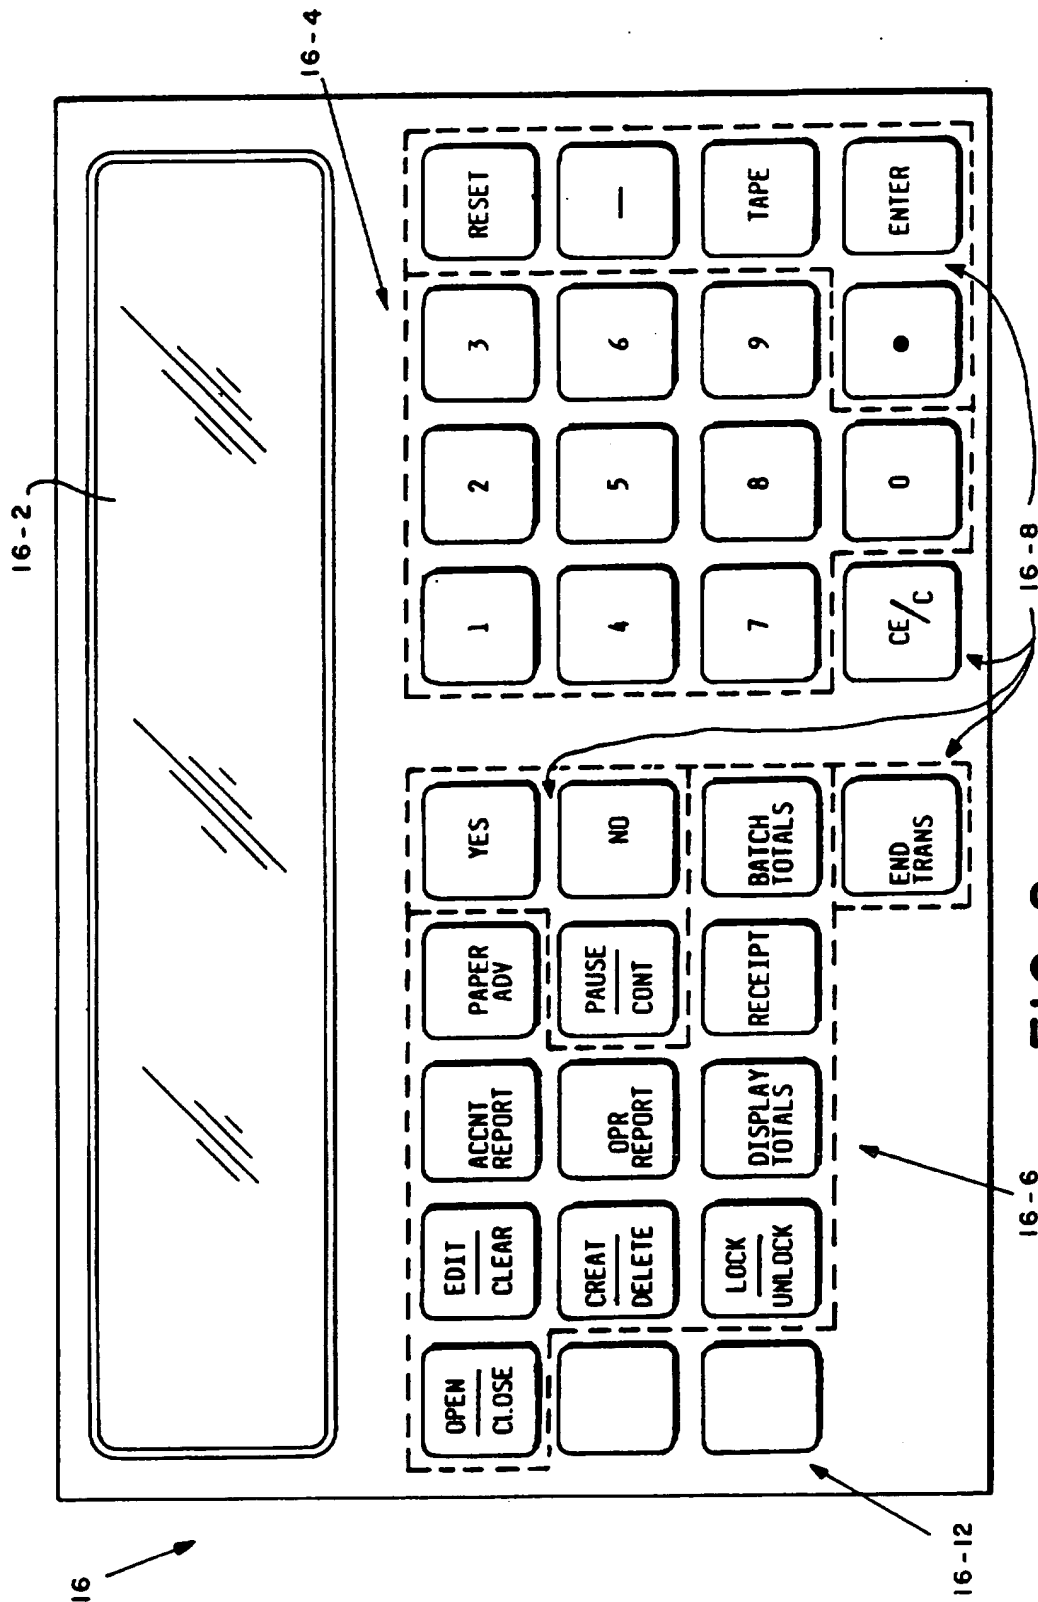 16-2
16
16-4
OPEN
CLOSE
EDIT
CLEAR
ACCNT
REPORT
PAPER
ADV
YES
1
2
3
RESET
CREAT
DELETE
OPR
REPORT
PAUSE
CONT
NO
4
5
6
—
LOCK
UNLOCK
DISPLAY
TOTALS
RECEIPT
BATCH
TOTALS
7
8
9
TAPE
END
TRANS
CE/C
0
•
ENTER
16-12
16-6
16-8